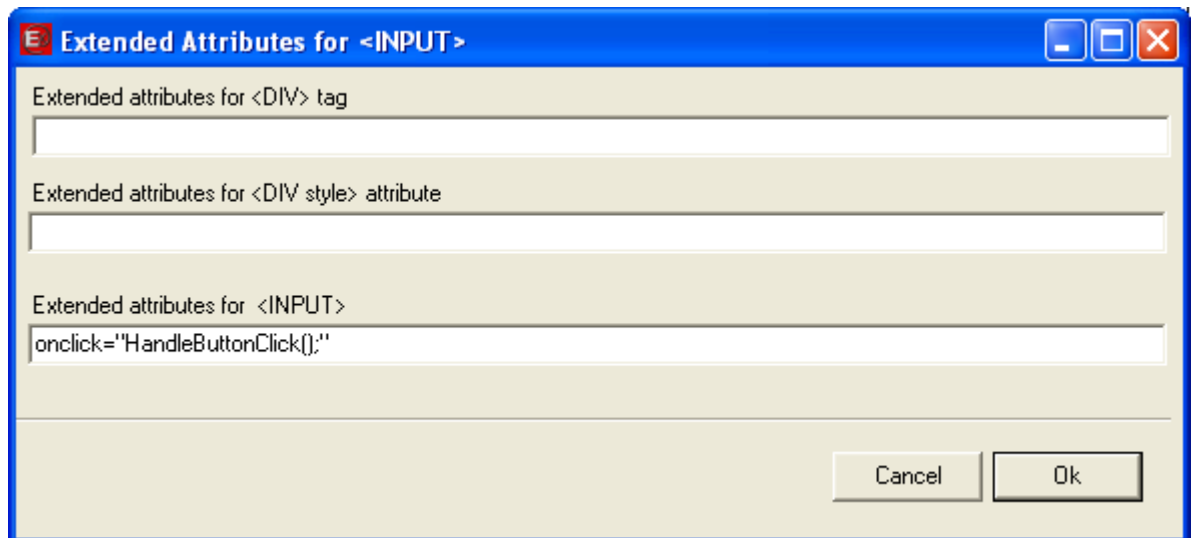 E Extended Attributes for <INPUT>
Extended attributes for <DIV> tag
Extended attributes for <DIV style> attribute
Extended attributes for <INPUT>
onclick="HandleButtonClick();"
Cancel Ok